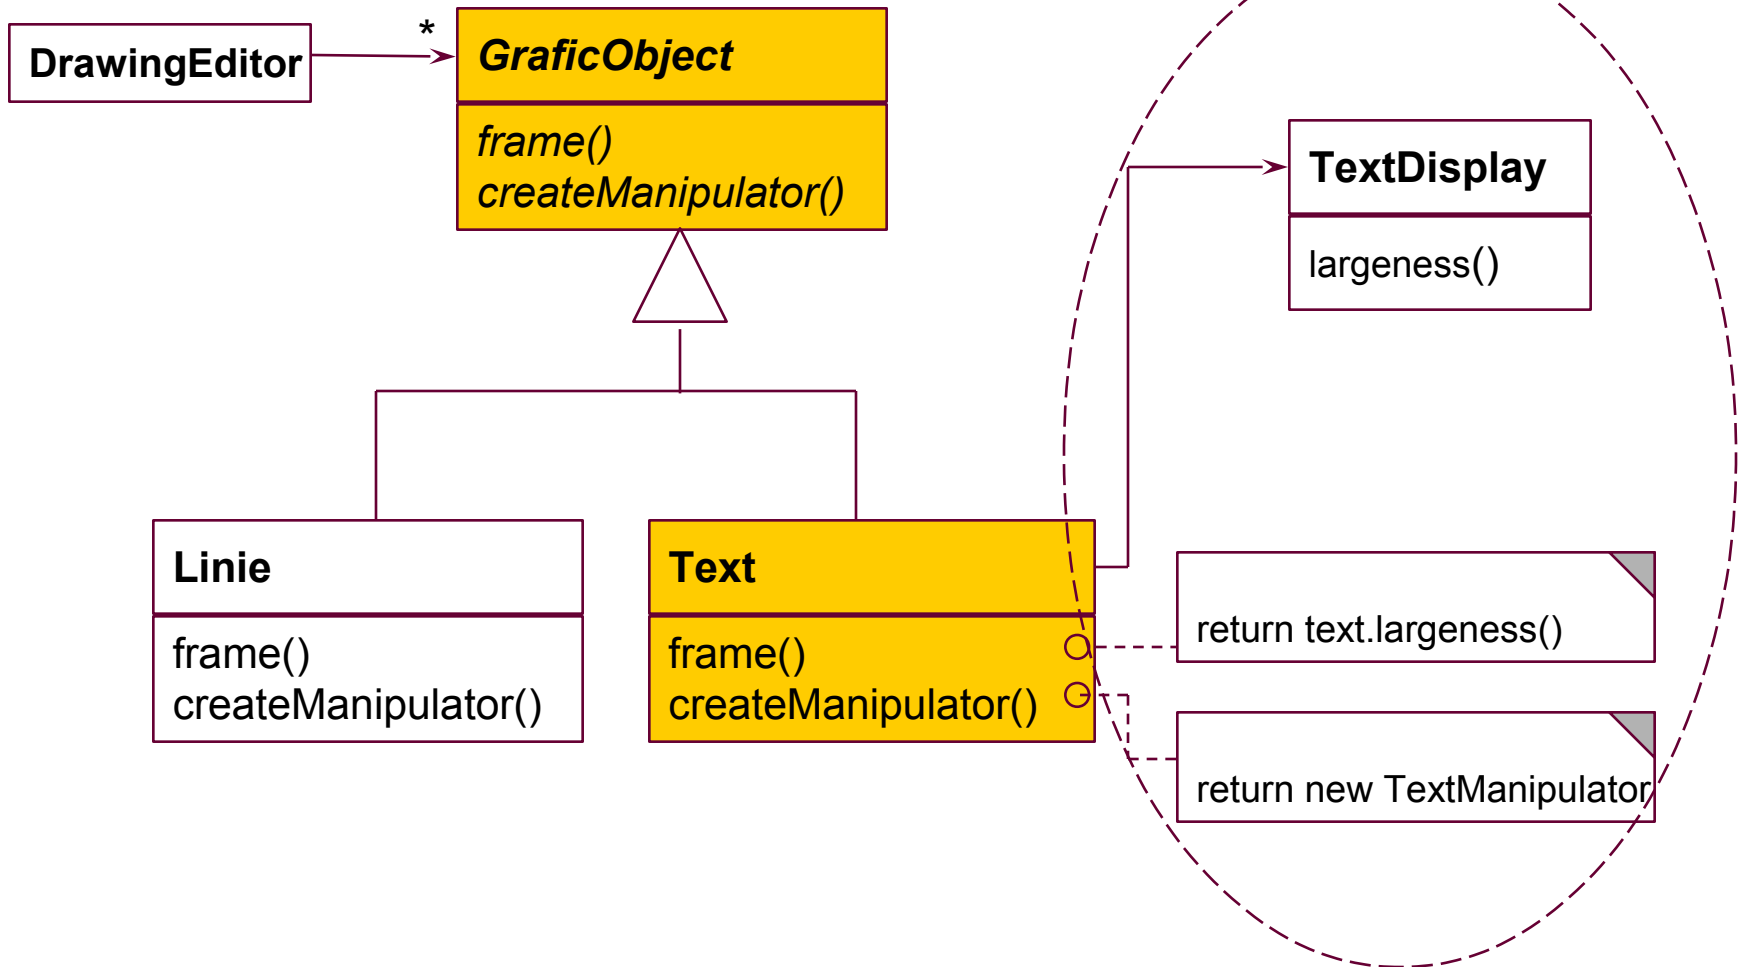 DrawingEditor
*
GraficObject
frame()
createManipulator()
TextDisplay
largeness()
Linie
frame()
createManipulator()
Text
frame()
createManipulator()
return text.largeness()
return new TextManipulator